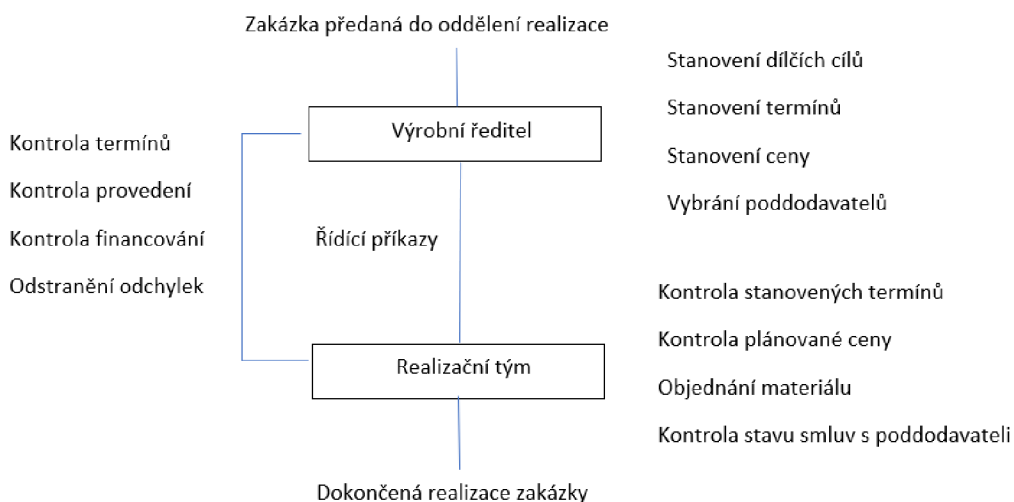 Zakázka předaná do oddělení realizace
Stanovení dílčích cílů
Stanovení termínů
Stanovení ceny
Vybrání poddodavatelů
Výrobní ředitel
Kontrola termínů
Kontrola provedení
Kontrola financování
Odstranění odchylek
Řídící příkazy
Kontrola stanovených termínů
Kontrola plánované ceny
Objednání materiálu
Kontrola stavu smluv s poddodavateli
Realizační tým
Dokončená realizace zakázky